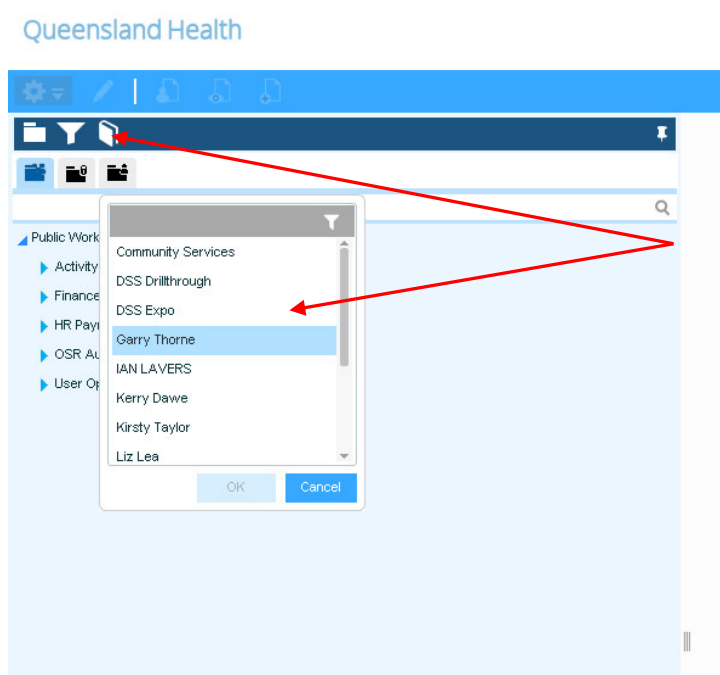 Queensland Health
Public Work
Activity
Finance
HR Payr
OSR Au
User Op
Community Services
DSS Drillthrough
DSS Expo
Garry Thorne
IAN LAVERS
Kerry Dawe
Kirsty Taylor
Liz Lea
OK
Cancel